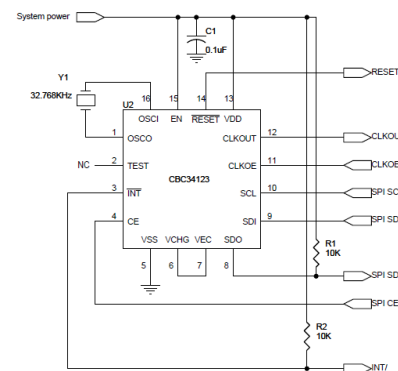 System power
C1
0.1uF
Y1
32.768KHz
U2
16 15 14 13
OSCI EN RESET VDD
RESET
1 OSCO CLKOUT 12 CLKOU
NC 2 TEST CLKOE 11 CLKOE
CBC34123
3 INT SCL 10 SPI SC
4 CE SDI 9 SPI SD
VSS VCHG VEC SDO
5 6 7 8
R1
10K
SPI SD
SPI CE
R2
10K
INT/